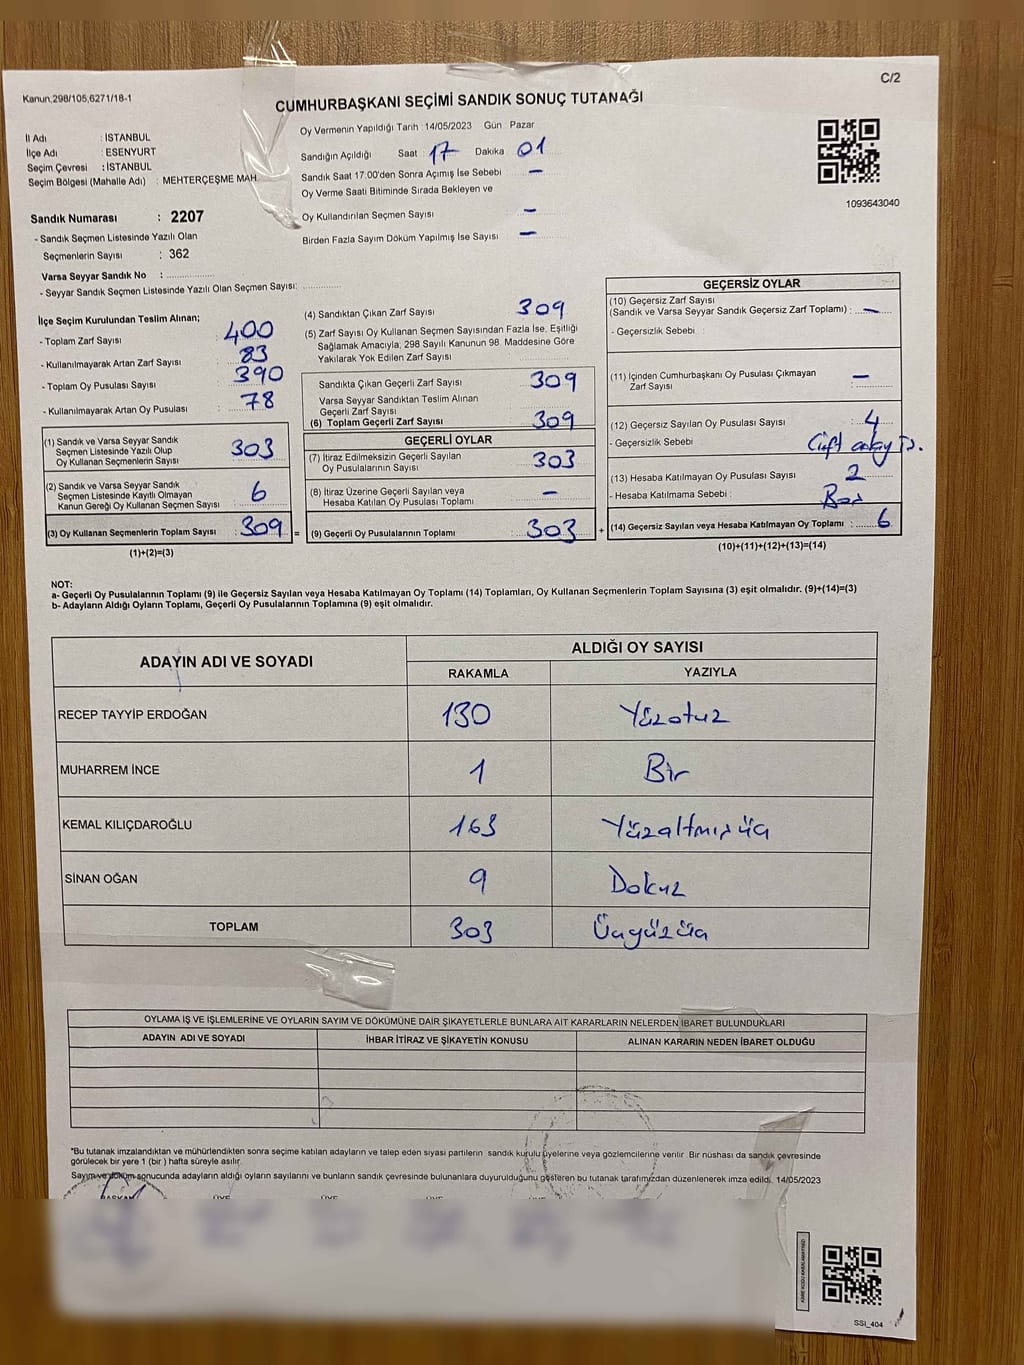 C/2
Kanun,298/105,6271/18-1
CUMHURBAŞKANI SEÇİMİ SANDIK SONUÇ TUTANAĞI
İl Adı : İSTANBUL
İlçe Adı : ESENYURT
Seçim Çevresi : İSTANBUL
Seçim Bölgesi (Mahalle Adı) : MEHTERÇEŞME MAH.
Oy Vermenin Yapıldığı Tarih :14/05/2023 Gün : Pazar
Sandığın Açıldığı Saat 17 Dakika 01
Sandık Saat 17:00'den Sonra Açımış İse Sebebi –
Oy Verme Saati Bitiminde Sırada Bekleyen ve
Oy Kullandırılan Seçmen Sayısı –
Birden Fazla Sayım Döküm Yapılmış İse Sayısı –
1093643040
Sandık Numarası : 2207
- Sandık Seçmen Listesinde Yazılı Olan
Seçmenlerin Sayısı : 362
Varsa Seyyar Sandık No :
- Seyyar Sandık Seçmen Listesinde Yazılı Olan Seçmen Sayısı:
İlçe Seçim Kurulundan Teslim Alınan;
- Toplam Zarf Sayısı : 400
- Kullanılmayarak Artan Zarf Sayısı : 83
- Toplam Oy Pusulası Sayısı : 390
- Kullanılmayarak Artan Oy Pusulası : 78
(1) Sandık ve Varsa Seyyar Sandık
Seçmen Listesinde Yazılı Olup
Oy Kullanan Seçmenlerin Sayısı : 303
(2) Sandık ve Varsa Seyyar Sandık
Seçmen Listesinde Kayıtlı Olmayan
Kanun Gereği Oy Kullanan Seçmen Sayısı : 6
(3) Oy Kullanan Seçmenlerin Toplam Sayısı : 309 =
(1)+(2)=(3)
(4) Sandıktan Çıkan Zarf Sayısı : 309
(5) Zarf Sayısı Oy Kullanan Seçmen Sayısından Fazla İse, Eşitliği
Sağlamak Amacıyla; 298 Sayılı Kanunun 98. Maddesine Göre
Yakılarak Yok Edilen Zarf Sayısı
Sandıkta Çıkan Geçerli Zarf Sayısı : 309
Varsa Seyyar Sandıktan Teslim Alınan
Geçerli Zarf Sayısı
(6) Toplam Geçerli Zarf Sayısı : 309
GEÇERLİ OYLAR
(7) İtiraz Edilmeksizin Geçerli Sayılan
Oy Pusulalarının Sayısı : 303
(8) İtiraz Üzerine Geçerli Sayılan veya
Hesaba Katılan Oy Pusulası Toplamı : –
(9) Geçerli Oy Pusulalarının Toplamı : 303 +
GEÇERSİZ OYLAR
(10) Geçersiz Zarf Sayısı
(Sandık ve Varsa Seyyar Sandık Geçersiz Zarf Toplamı) : –
- Geçersizlik Sebebi :
(11) İçinden Cumhurbaşkanı Oy Pusulası Çıkmayan
Zarf Sayısı : –
(12) Geçersiz Sayılan Oy Pusulası Sayısı : 4
- Geçersizlik Sebebi :
(13) Hesaba Katılmayan Oy Pusulası Sayısı : 2
- Hesaba Katılmama Sebebi :
(14) Geçersiz Sayılan veya Hesaba Katılmayan Oy Toplamı : 6
(10)+(11)+(12)+(13)=(14)
NOT:
a- Geçerli Oy Pusulalarının Toplamı (9) ile Geçersiz Sayılan veya Hesaba Katılmayan Oy Toplamı (14) Toplamları, Oy Kullanan Seçmenlerin Toplam Sayısına (3) eşit olmalıdır. (9)+(14)=(3)
b- Adayların Aldığı Oyların Toplamı, Geçerli Oy Pusulalarının Toplamına (9) eşit olmalıdır.
ADAYIN ADI VE SOYADI
ALDIĞI OY SAYISI
RAKAMLA YAZIYLA
RECEP TAYYİP ERDOĞAN 130 Yüzotuz
MUHARREM İNCE 1 Bir
KEMAL KILIÇDAROĞLU 163 Yüzaltmışüç
SİNAN OĞAN 9 Dokuz
TOPLAM 303 Üçyüzüç
OYLAMA İŞ VE İŞLEMLERİNE VE OYLARIN SAYIM VE DÖKÜMÜNE DAİR ŞİKAYETLERLE BUNLARA AİT KARARLARIN NELERDEN İBARET BULUNDUKLARI
ADAYIN ADI VE SOYADI İHBAR İTİRAZ VE ŞİKAYETİN KONUSU ALINAN KARARIN NEDEN İBARET OLDUĞU
*Bu tutanak imzalandıktan ve mühürlendikten sonra seçime katılan adayların ve talep eden siyasi partilerin sandık kurulu üyelerine veya gözlemcilerine verilir. Bir nüshası da sandık çevresinde
görülecek bir yere 1 (bir ) hafta süreyle asılır.
Sayım ve döküm sonucunda adayların aldığı oyların sayılarını ve bunların sandık çevresinde bulunanlara duyurulduğunu gösteren bu tutanak tarafımızdan düzenlenerek imza edildi. 14/05/2023
BAŞKAN ÜYE ÜYE ÜYE ÜYE ÜYE
SSİ_404